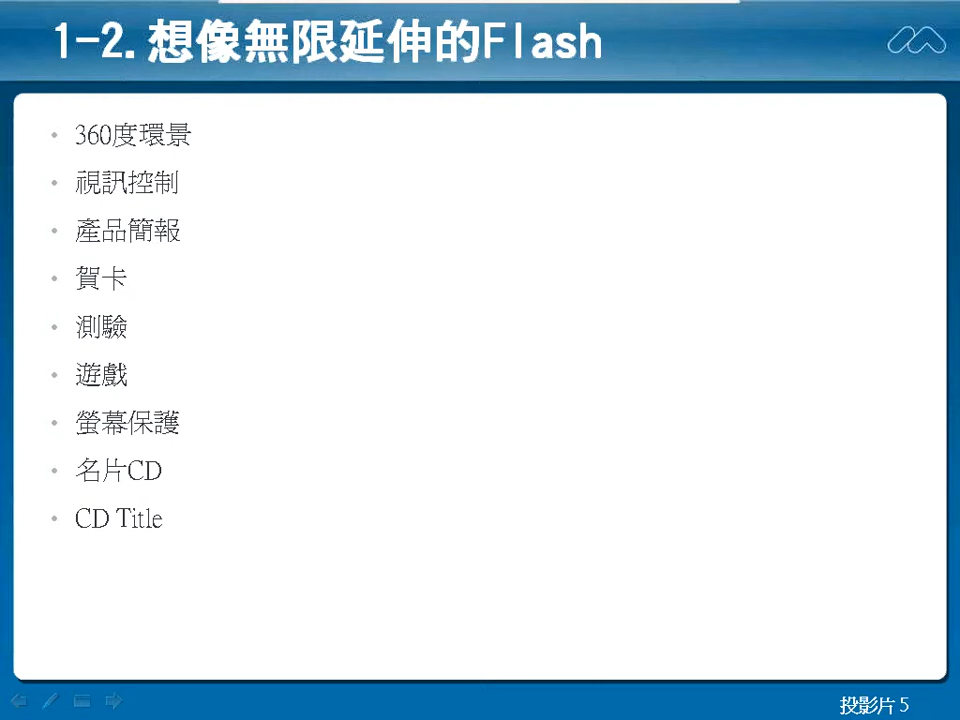 1-2.想像無限延伸的Flash
• 360度環景
• 視訊控制
• 產品簡報
• 賀卡
• 測驗
• 遊戲
• 螢幕保護
• 名片CD
• CD Title
投影片 5